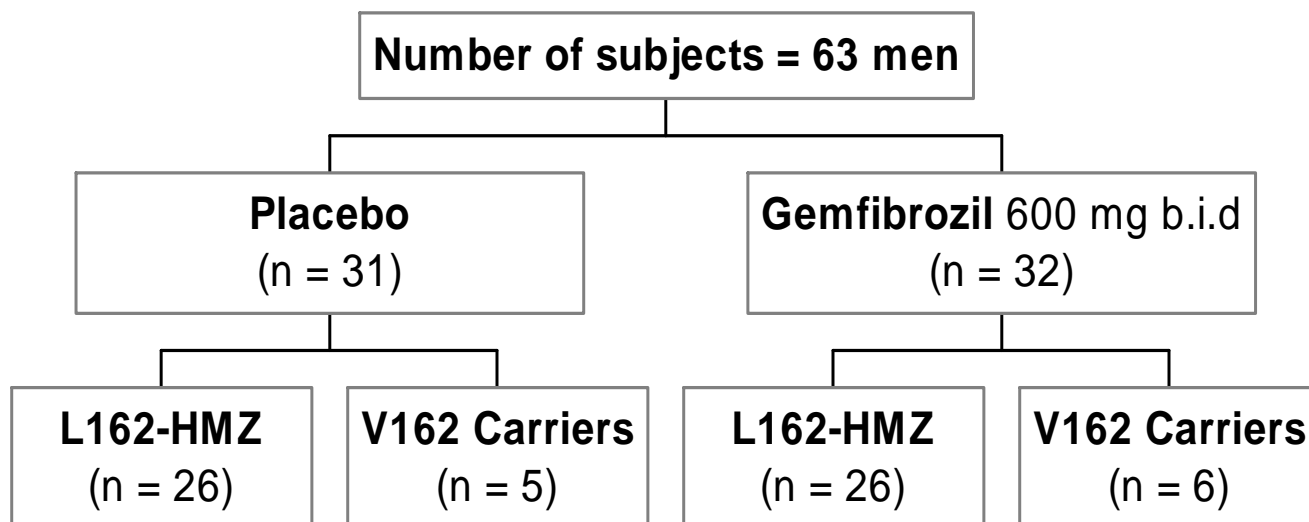 Number of subjects = 63 men
Placebo
(n = 31)
Gemfibrozil 600 mg b.i.d
(n = 32)
L162-HMZ
(n = 26)
V162 Carriers
(n = 5)
L162-HMZ
(n = 26)
V162 Carriers
(n = 6)